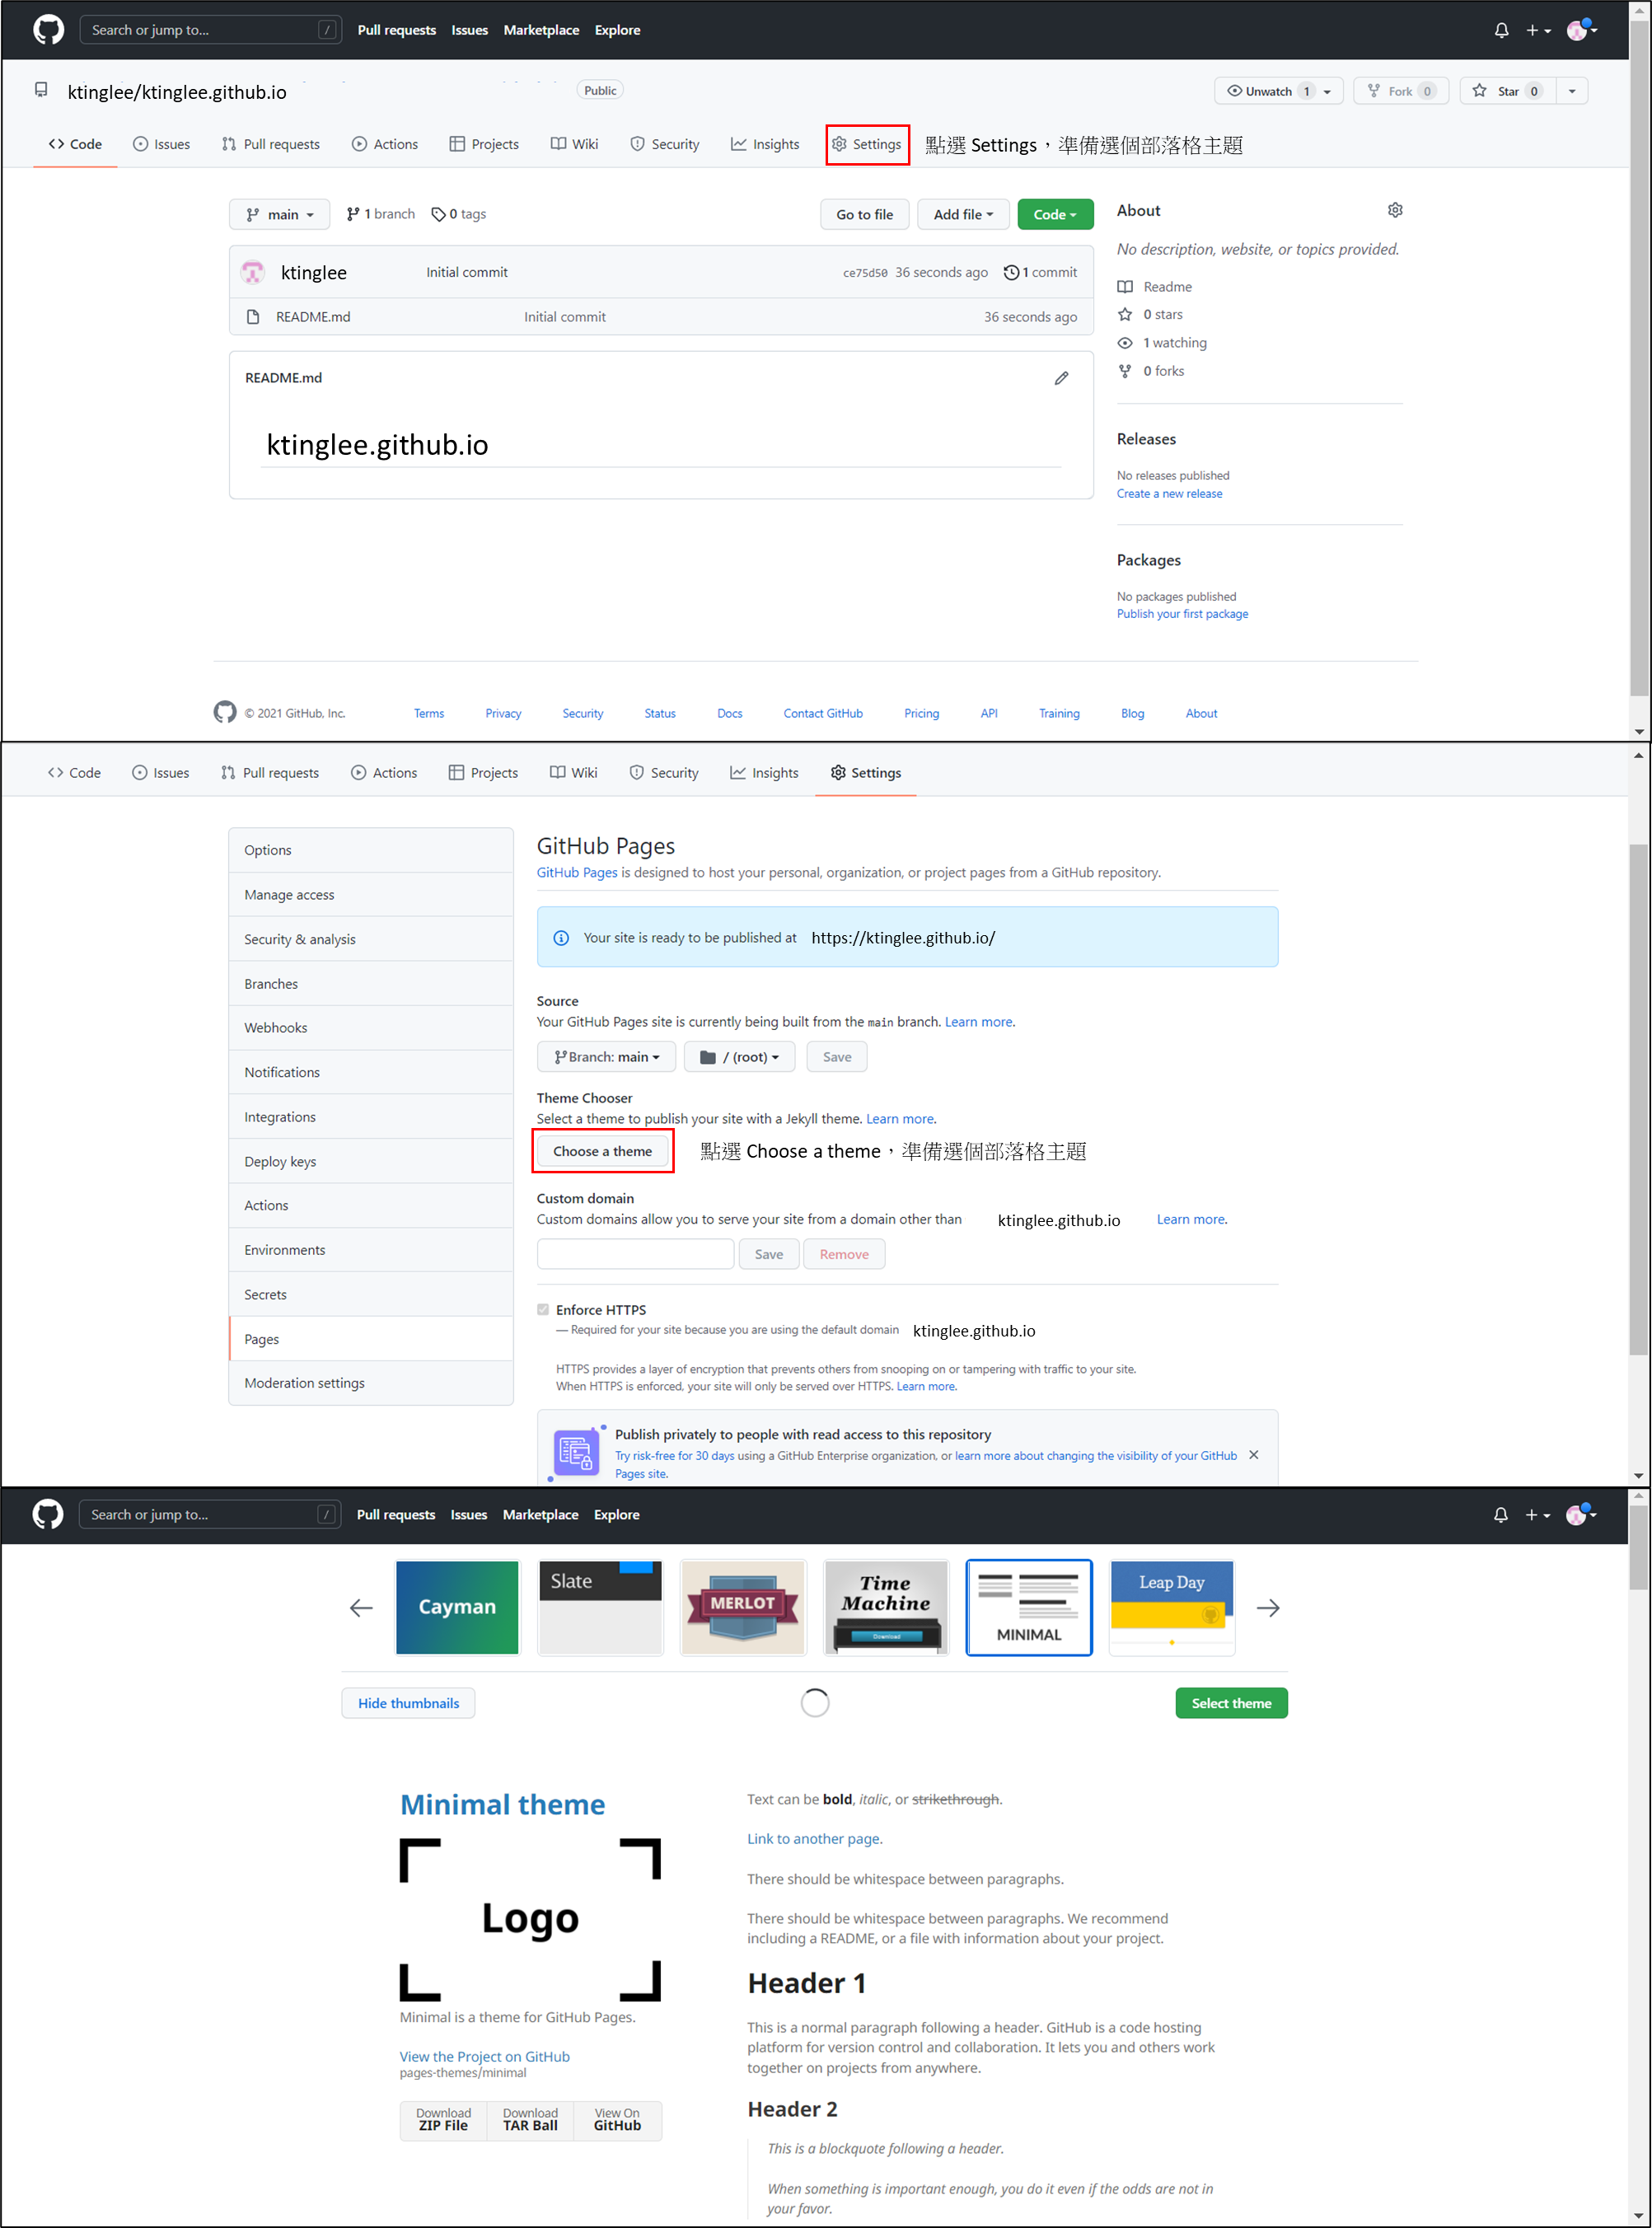 Search or jump to... /
Pull requests Issues Marketplace Explore
ktinglee/ktinglee.github.io Public
Unwatch 1 Fork 0 Star 0
Code Issues Pull requests Actions Projects Wiki Security Insights Settings 點選 Settings，準備選個部落格主題
main 1 branch 0 tags Go to file Add file Code
About
No description, website, or topics provided.
ktinglee Initial commit ce75d50 36 seconds ago 1 commit
README.md Initial commit 36 seconds ago
Readme
0 stars
1 watching
0 forks
README.md
ktinglee.github.io
Releases
No releases published
Create a new release
Packages
No packages published
Publish your first package
© 2021 GitHub, Inc. Terms Privacy Security Status Docs Contact GitHub Pricing API Training Blog About
Code Issues Pull requests Actions Projects Wiki Security Insights Settings
Options
Manage access
Security & analysis
Branches
Webhooks
Notifications
Integrations
Deploy keys
Actions
Environments
Secrets
Pages
Moderation settings
GitHub Pages
GitHub Pages is designed to host your personal, organization, or project pages from a GitHub repository.
Your site is ready to be published at https://ktinglee.github.io/
Source
Your GitHub Pages site is currently being built from the main branch. Learn more.
Branch: main / (root) Save
Theme Chooser
Select a theme to publish your site with a Jekyll theme. Learn more.
Choose a theme 點選 Choose a theme，準備選個部落格主題
Custom domain
Custom domains allow you to serve your site from a domain other than ktinglee.github.io Learn more.
Save Remove
Enforce HTTPS
— Required for your site because you are using the default domain ktinglee.github.io
HTTPS provides a layer of encryption that prevents others from snooping on or tampering with traffic to your site.
When HTTPS is enforced, your site will only be served over HTTPS. Learn more.
Publish privately to people with read access to this repository
Try risk-free for 30 days using a GitHub Enterprise organization, or learn more about changing the visibility of your GitHub
Pages site.
Search or jump to... /
Pull requests Issues Marketplace Explore
Cayman
Slate
MERLOT
Time
Machine
Download
MINIMAL
Leap Day
Hide thumbnails Select theme
Minimal theme
Logo
Minimal is a theme for GitHub Pages.
View the Project on GitHub
pages-themes/minimal
Download
ZIP File
Download
TAR Ball
View On
GitHub
Text can be bold, italic, or strikethrough.
Link to another page.
There should be whitespace between paragraphs.
There should be whitespace between paragraphs. We recommend
including a README, or a file with information about your project.
Header 1
This is a normal paragraph following a header. GitHub is a code hosting
platform for version control and collaboration. It lets you and others work
together on projects from anywhere.
Header 2
This is a blockquote following a header.
When something is important enough, you do it even if the odds are not in
your favor.